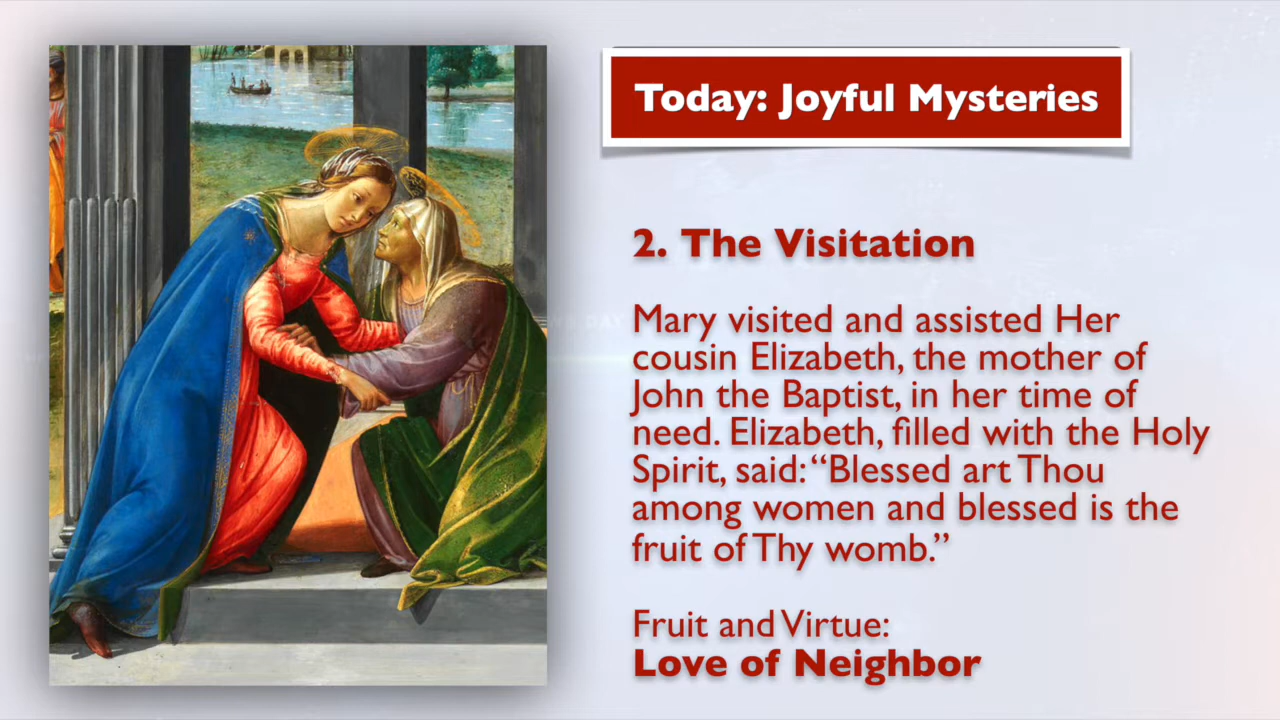 Today: Joyful Mysteries
2. The Visitation
Mary visited and assisted Her
cousin Elizabeth, the mother of
John the Baptist, in her time of
need. Elizabeth, filled with the Holy
Spirit, said: “Blessed art Thou
among women and blessed is the
fruit of Thy womb.”
Fruit and Virtue:
Love of Neighbor